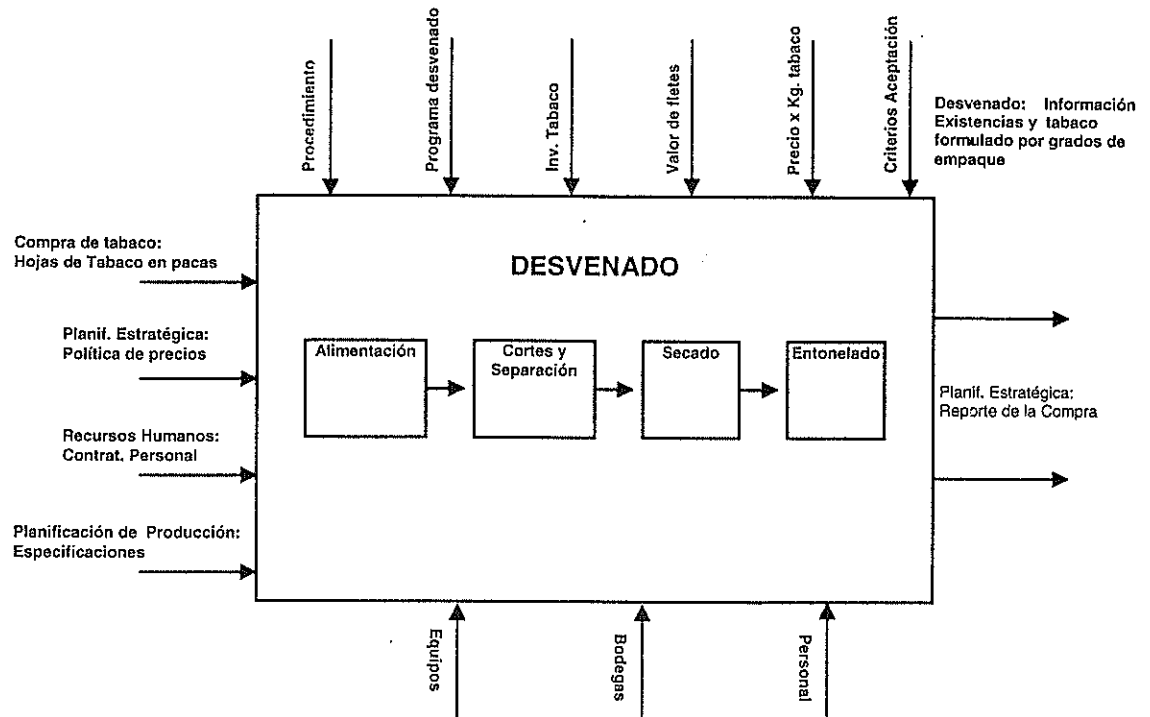 Procedimiento
Programa desvenado
Inv. Tabaco
Valor de fletes
Precio x Kg. tabaco
Criterios Aceptación
Desvenado: Información
Existencias y tabaco
formulado por grados de
empaque
Compra de tabaco:
Hojas de Tabaco en pacas
DESVENADO
Planif. Estratégica:
Política de precios
Alimentación
Cortes y
Separación
Secado
Entonelado
Planif. Estratégica:
Reporte de la Compra
Recursos Humanos:
Contrat. Personal
Planificación de Producción:
Especificaciones
Equipos
Bodegas
Personal